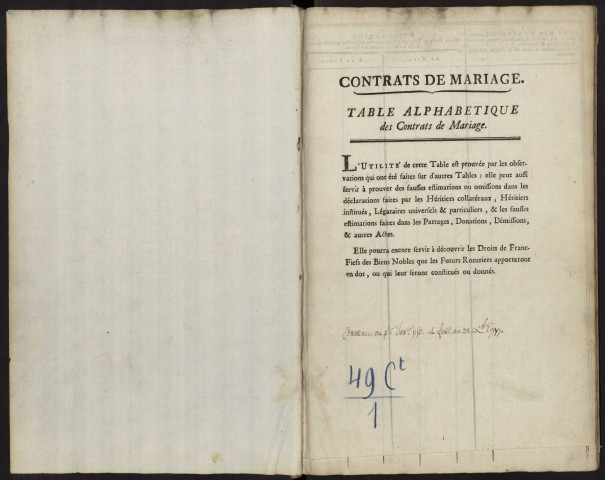 CONTRATS DE MARIAGE.
TABLE ALPHABETIQUE
des Contrats de Mariage.
L'UTILITÉ de cette Table est prouvée par les obser-
vations qui ont été faites sur d'autres Tables : elle peut aussi
servir à prouver des fausses estimations ou omissions dans les
déclarations faites par les Héritiers collatéraux, Héritiers
institués, Légataires universels & particuliers, & les fausses
estimations faites dans les Partages, Donations, Démissions,
& autres Actes.
Elle pourra encore servir à découvrir les Droits de Franc-
Fiefs des Biens Nobles que les Futurs Roturiers apporteront
en dot, ou qui leur seront constitués ou donnés.
49 Ct
1